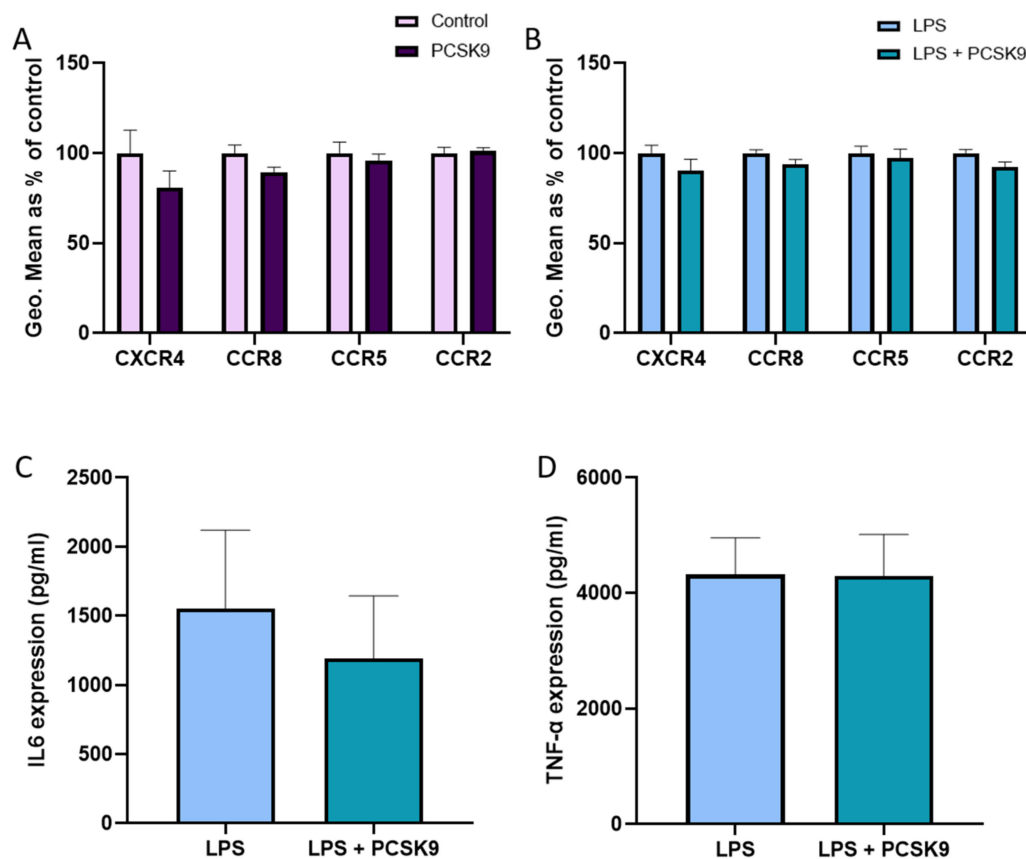 A
Control
PCSK9
Geo. Mean as % of control
150
100
50
0
CXCR4 CCR8 CCR5 CCR2
B
LPS
LPS + PCSK9
Geo. Mean as % of control
150
100
50
0
CXCR4 CCR8 CCR5 CCR2
C
IL6 expression (pg/ml)
2500
2000
1500
1000
500
0
LPS LPS + PCSK9
D
TNF-α expression (pg/ml)
6000
4000
2000
0
LPS LPS + PCSK9